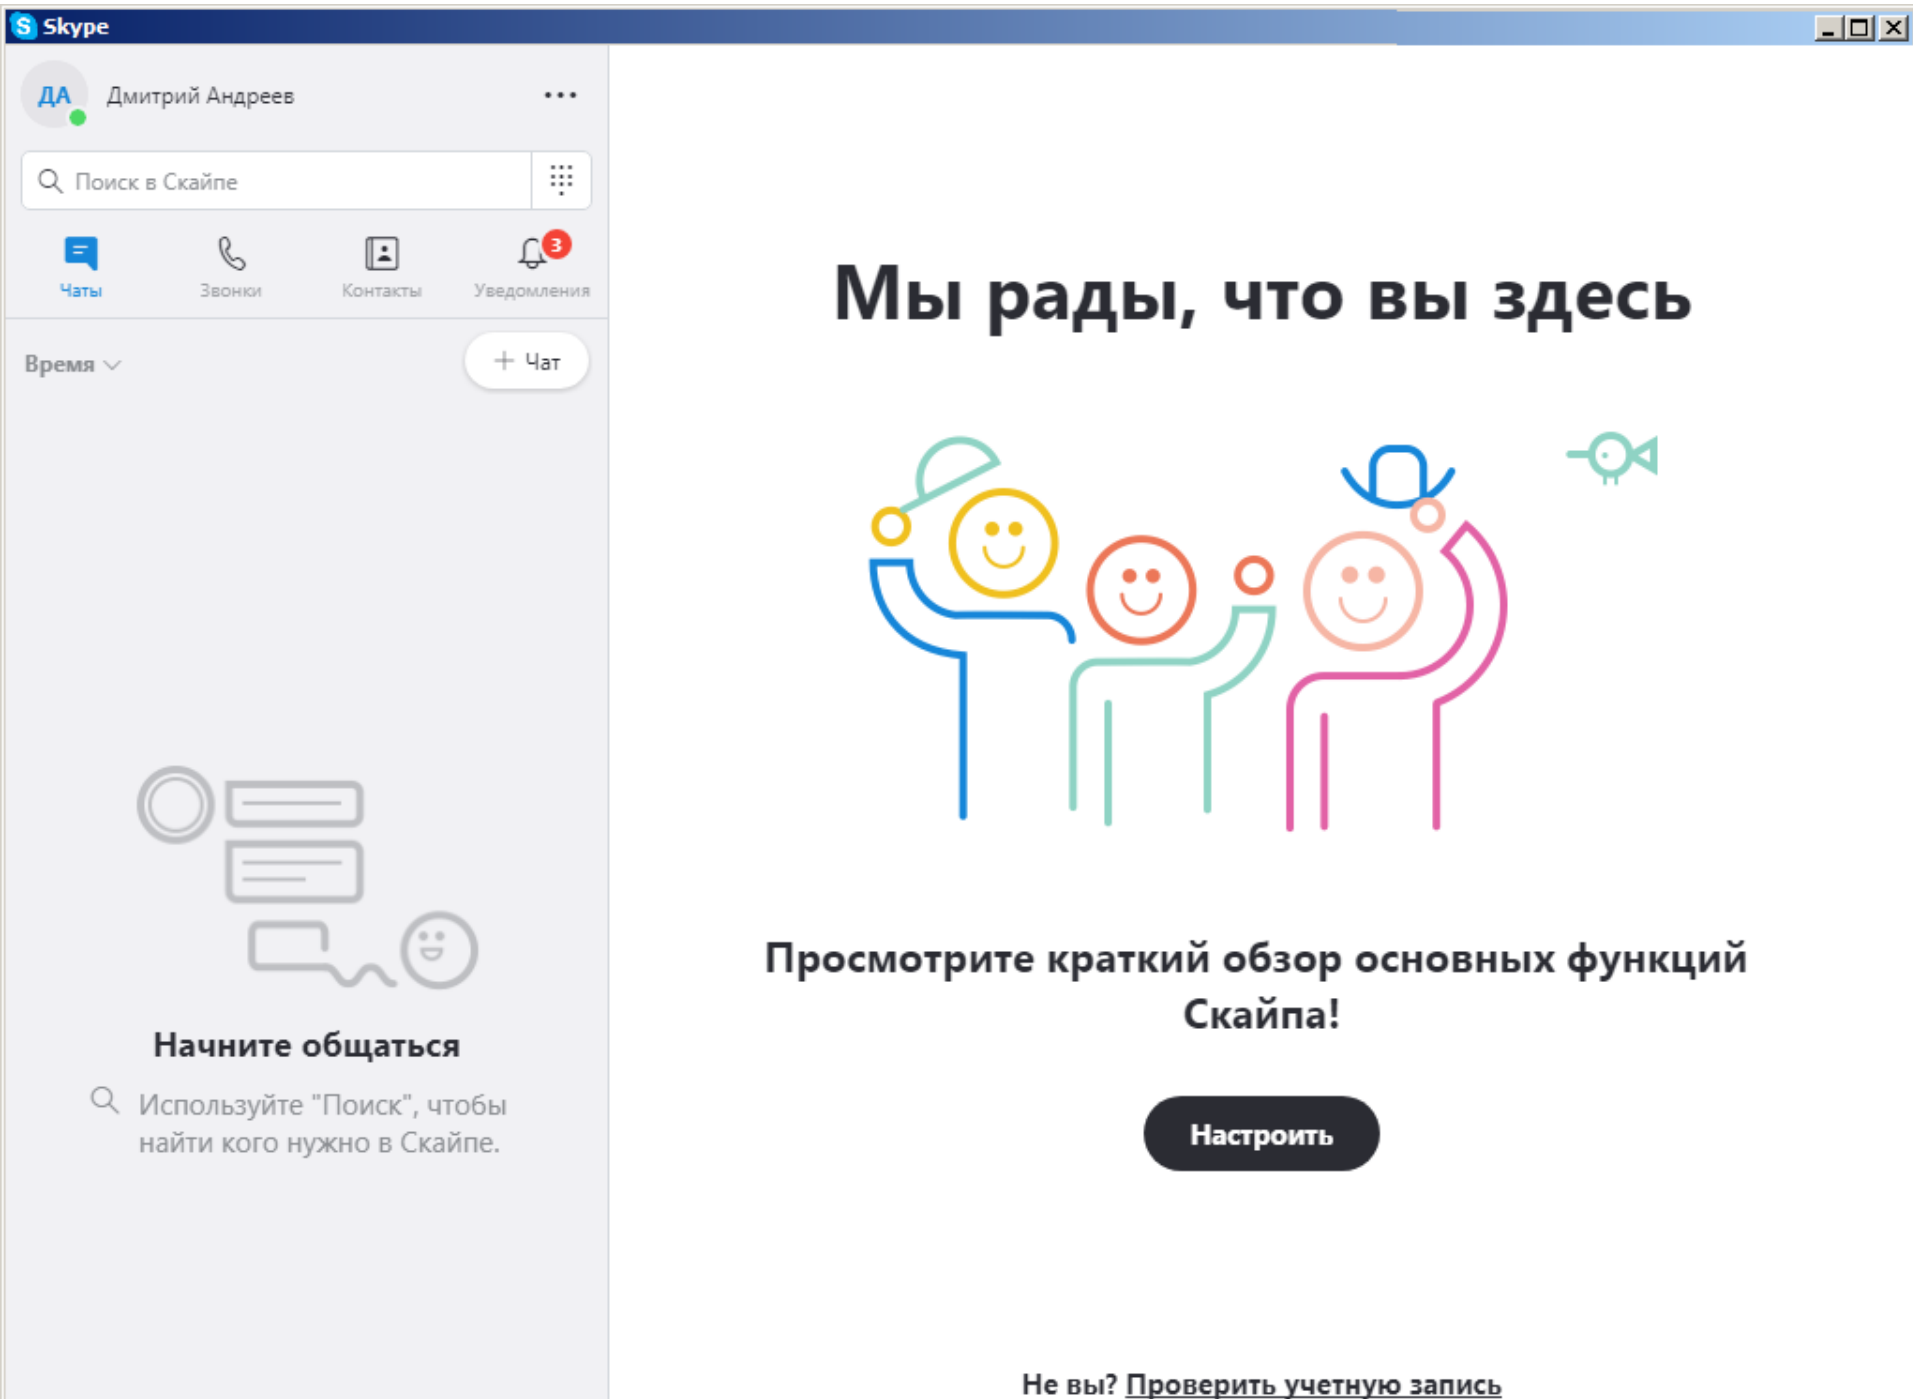 Skype
ДА
Дмитрий Андреев
Поиск в Скайпе
Чаты
Звонки
Контакты
3
Уведомления
Время
+ Чат
Начните общаться
Используйте "Поиск", чтобы
найти кого нужно в Скайпе.
Мы рады, что вы здесь
Просмотрите краткий обзор основных функций
Скайпа!
Настроить
Не вы? Проверить учетную запись